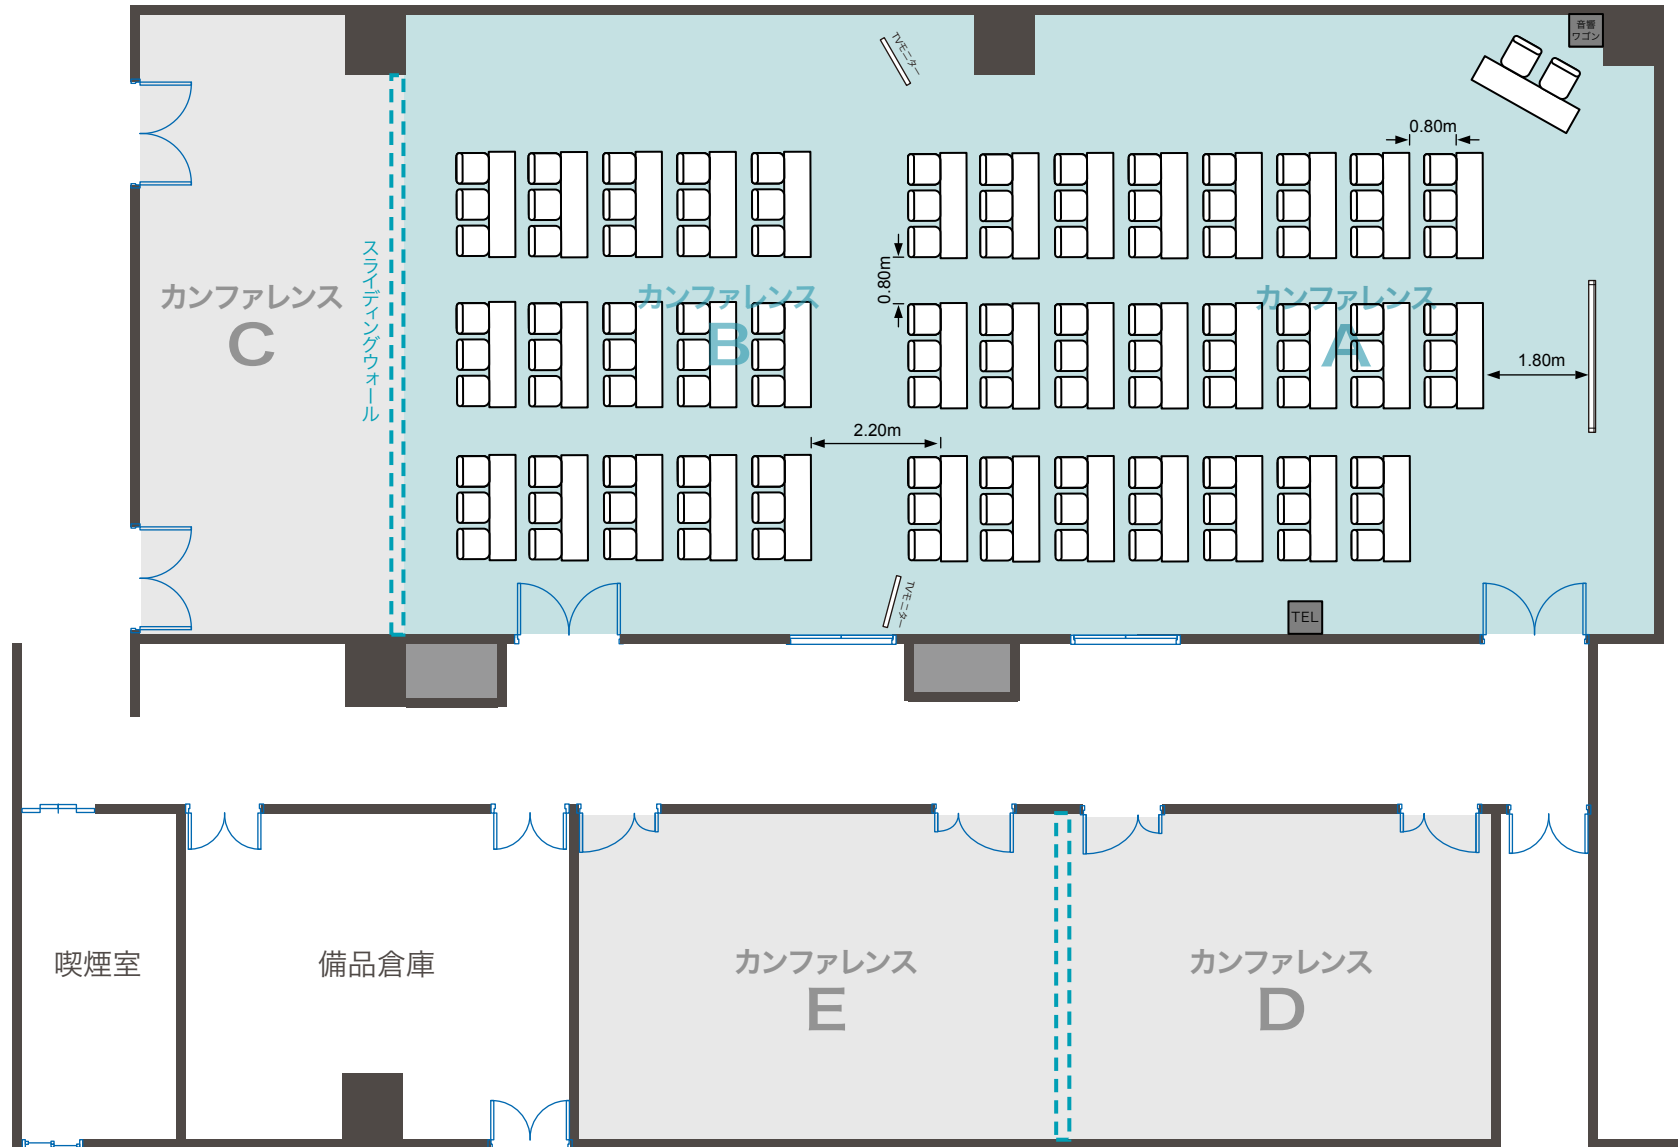 音響
ワゴン
TVモニター
0.80m
0.80m
スライディングウォール
カンファレンス
C
カンファレンス
B
カンファレンス
A
1.80m
2.20m
TVモニター
TEL
喫煙室
備品倉庫
カンファレンス
E
カンファレンス
D